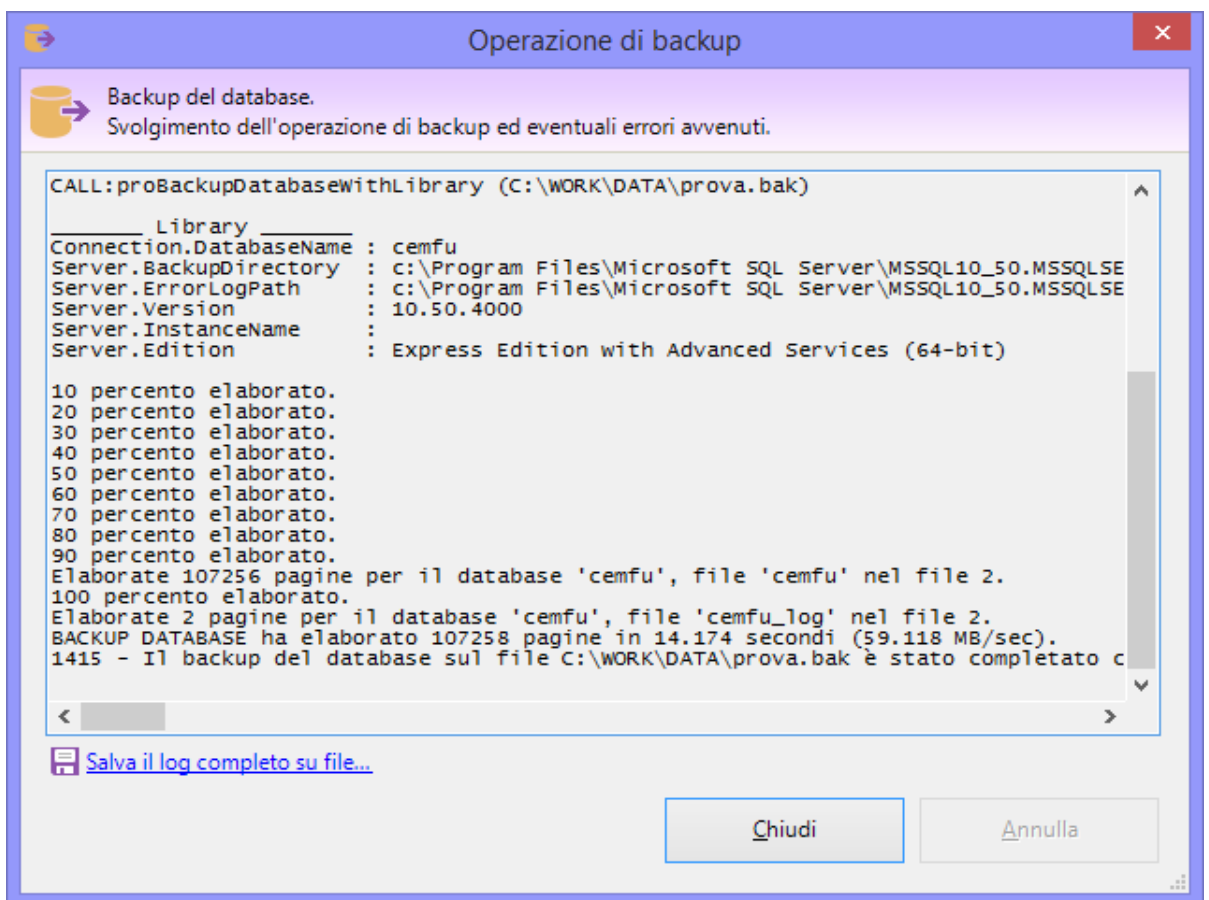 Operazione di backup
Backup del database.
Svolgimento dell'operazione di backup ed eventuali errori avvenuti.
CALL:proBackupDatabaseWithLibrary (C:\WORK\DATA\prova.bak)
_______ Library _______
Connection.DatabaseName : cemfu
Server.BackupDirectory : c:\Program Files\Microsoft SQL Server\MSSQL10_50.MSSQLSE
Server.ErrorLogPath : c:\Program Files\Microsoft SQL Server\MSSQL10_50.MSSQLSE
Server.Version : 10.50.4000
Server.InstanceName :
Server.Edition : Express Edition with Advanced Services (64-bit)
10 percento elaborato.
20 percento elaborato.
30 percento elaborato.
40 percento elaborato.
50 percento elaborato.
60 percento elaborato.
70 percento elaborato.
80 percento elaborato.
90 percento elaborato.
Elaborate 107256 pagine per il database 'cemfu', file 'cemfu' nel file 2.
100 percento elaborato.
Elaborate 2 pagine per il database 'cemfu', file 'cemfu_log' nel file 2.
BACKUP DATABASE ha elaborato 107258 pagine in 14.174 secondi (59.118 MB/sec).
1415 - Il backup del database sul file C:\WORK\DATA\prova.bak è stato completato c
Salva il log completo su file...
Chiudi
Annulla